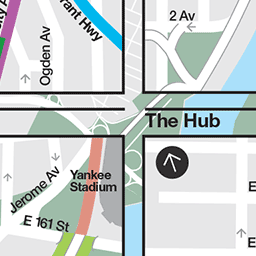 2 Av
Ogden Av
rant Hwy
The Hub
Yankee
Stadium
Jerome Av
E 161 St
E
E